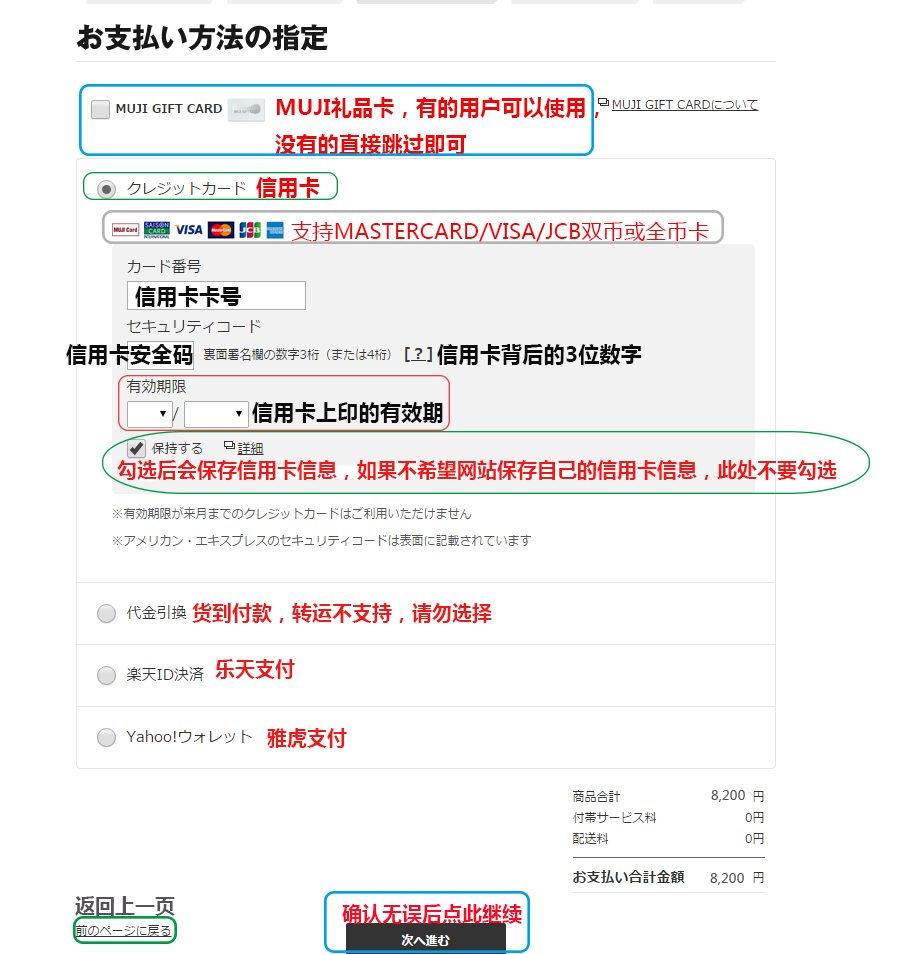 お支払い方法の指定
MUJI GIFT CARD MUJI礼品卡，有的用户可以使用， MUJI GIFT CARDについて
没有的直接跳过即可
クレジットカード 信用卡
MUJI Card SAISON CARD INTERNATIONAL VISA MasterCard JCB 支持MASTERCARD/VISA/JCB双币或全币卡
カード番号
信用卡卡号
セキュリティコード
信用卡安全码 裏面署名欄の数字3桁（または4桁） [？] 信用卡背后的3位数字
有効期限
/ 信用卡上印的有效期
保持する 詳細
勾选后会保存信用卡信息，如果不希望网站保存自己的信用卡信息，此处不要勾选
※有効期限が来月までのクレジットカードはご利用いただけません
※アメリカン・エキスプレスのセキュリティコードは表面に記載されています
代金引換 货到付款，转运不支持，请勿选择
楽天ID決済 乐天支付
Yahoo!ウォレット 雅虎支付
商品合計 8,200 円
付帯サービス料 0円
配送料 0円
お支払い合計金額 8,200 円
返回上一页
前のページに戻る
确认无误后点此继续
次へ進む